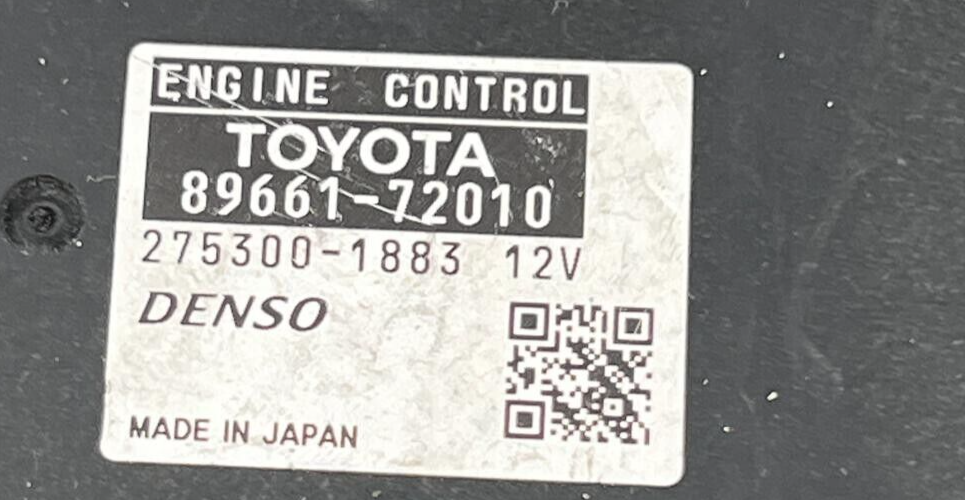 ENGINE CONTROL
TOYOTA
89661-72010
275300-1883 12V
DENSO
MADE IN JAPAN